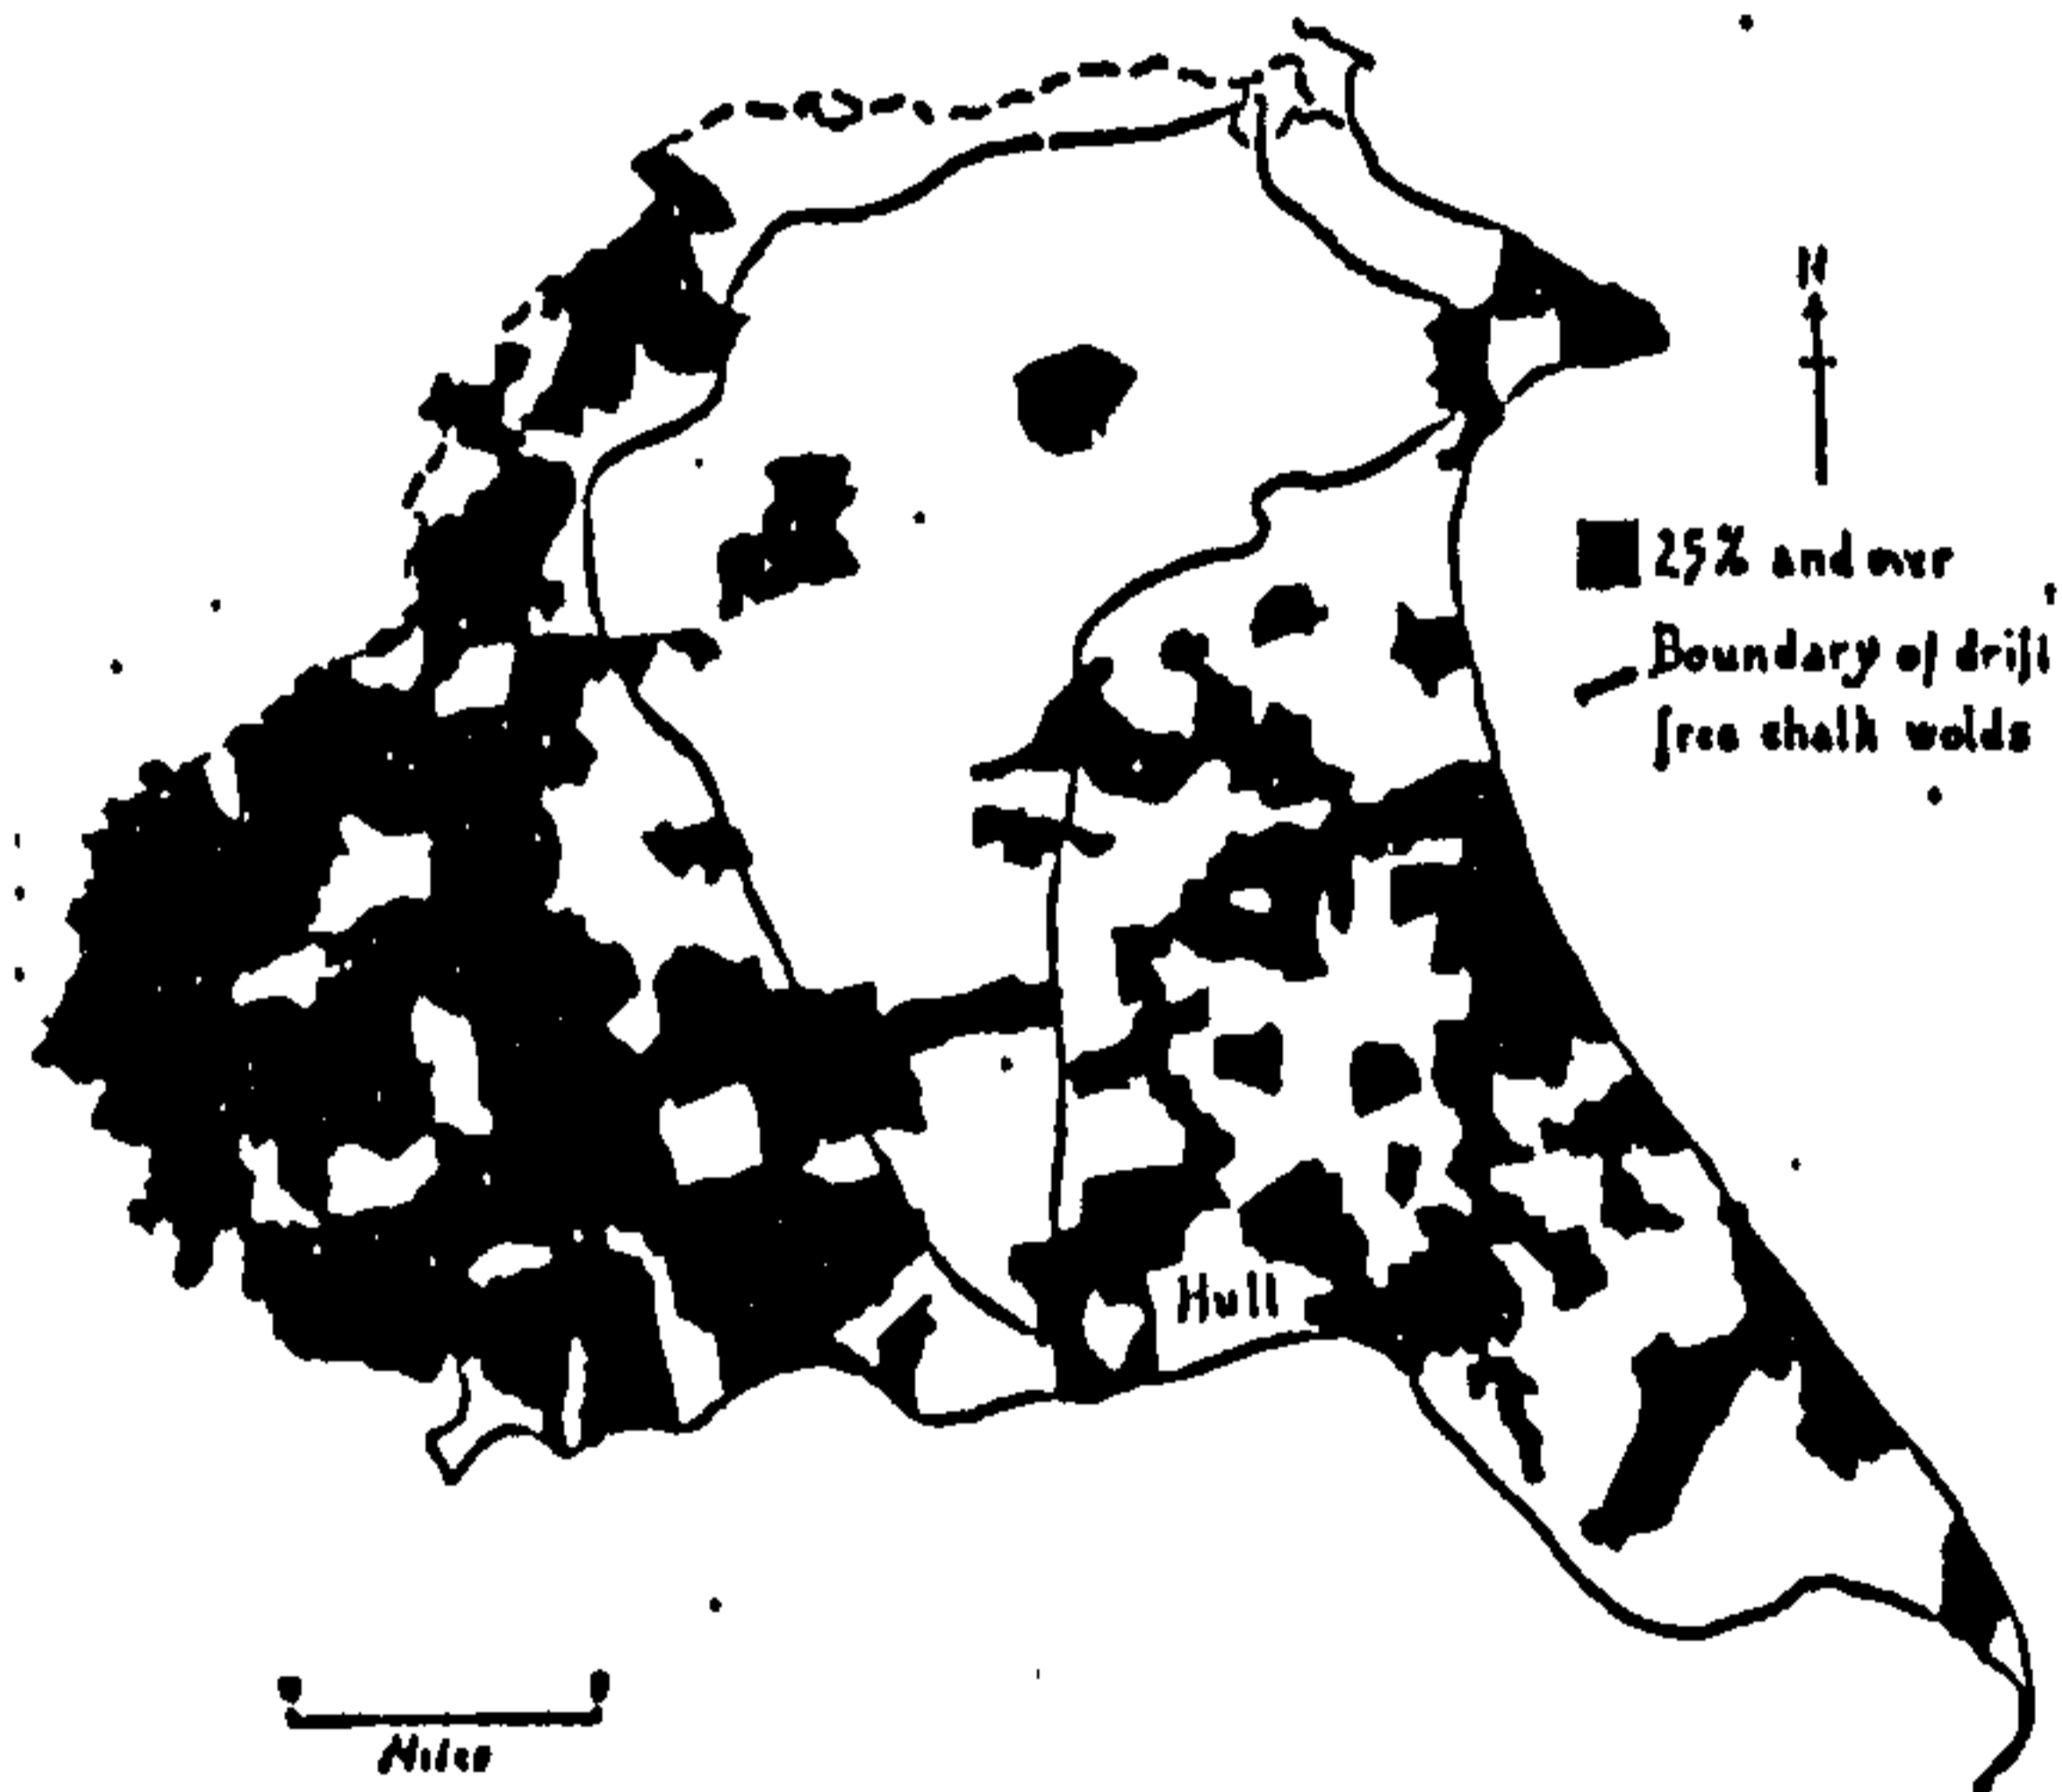 N
25% and over
Boundary of drift
free chalk wolds
Hull
Miles